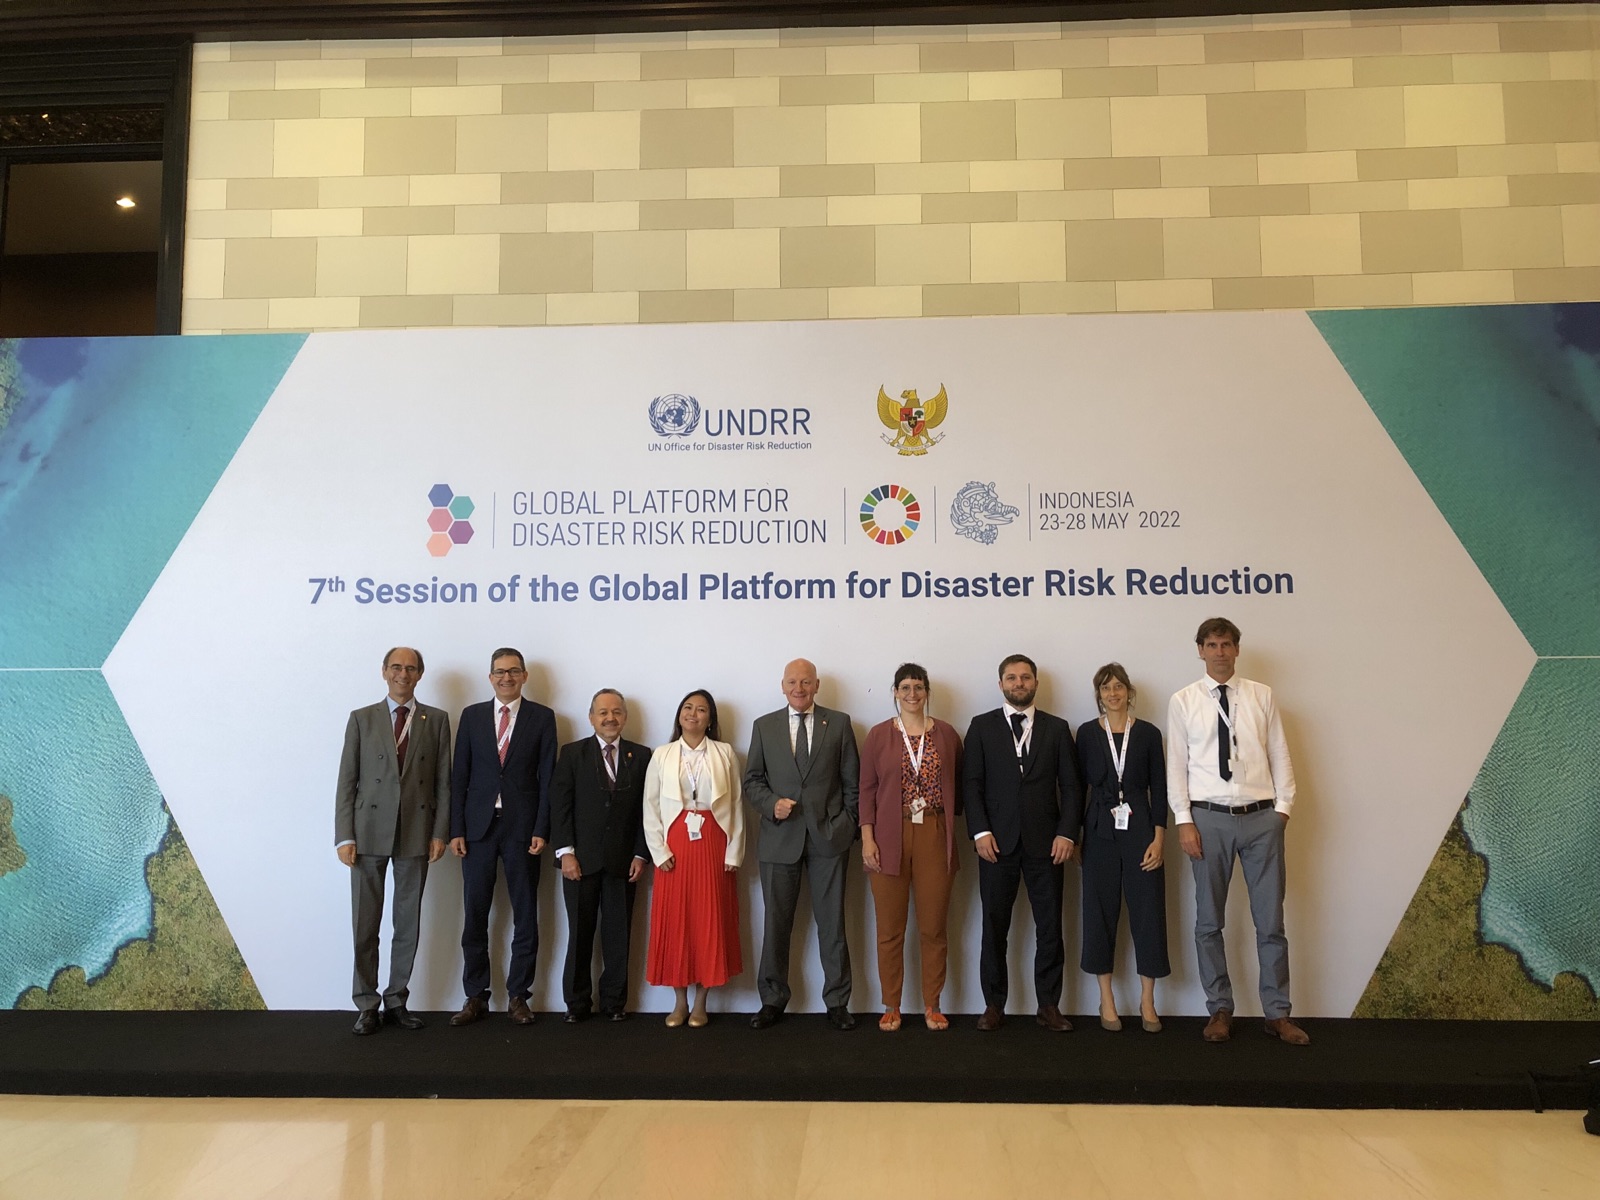 UNDRR
UN Office for Disaster Risk Reduction
GLOBAL PLATFORM FOR
DISASTER RISK REDUCTION
INDONESIA
23-28 MAY 2022
7th Session of the Global Platform for Disaster Risk Reduction